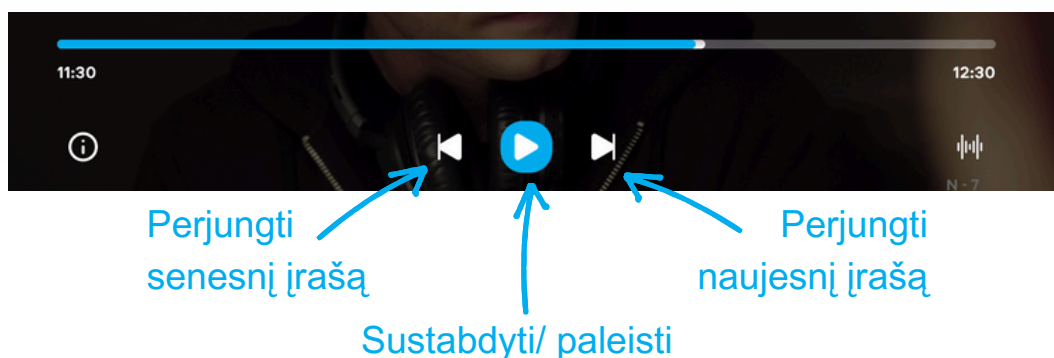 11:30 12:30
N - 7
Perjungti
senesnį įrašą
Perjungti
naujesnį įrašą
Sustabdyti/ paleisti